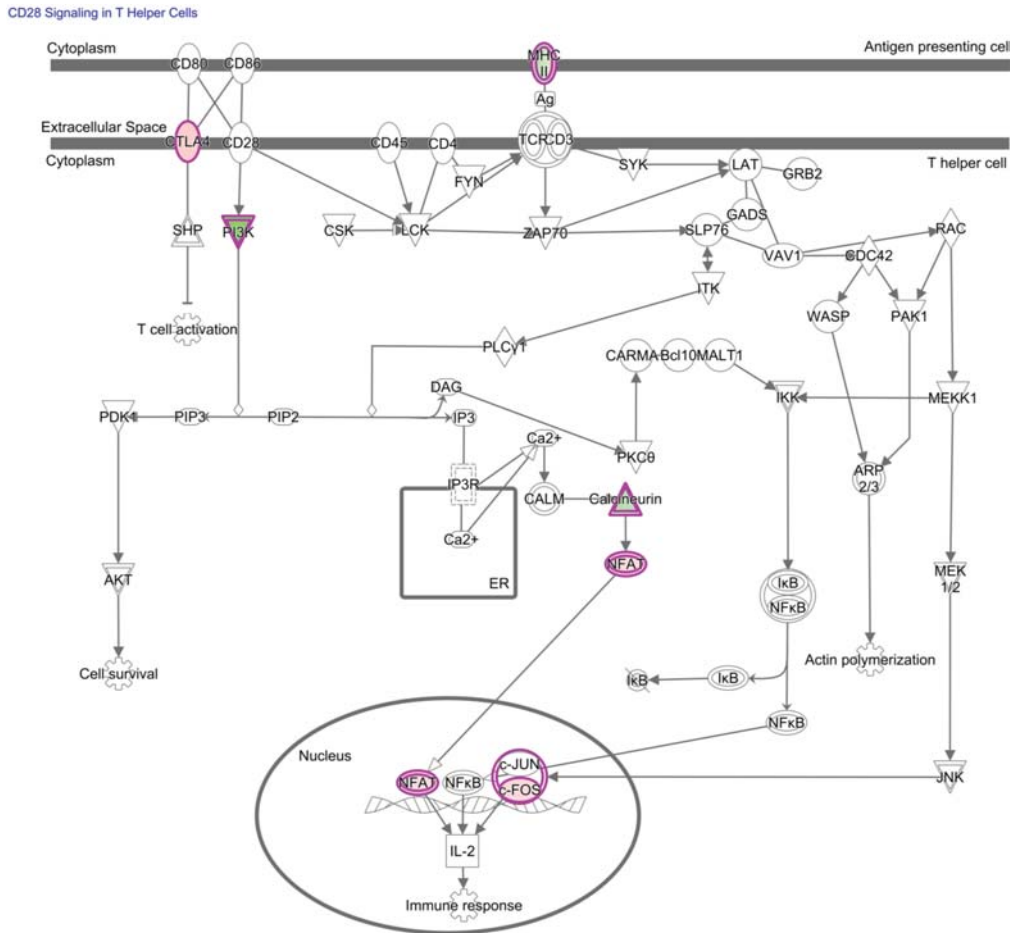 CD28 Signaling in T Helper Cells
Cytoplasm
Antigen presenting cell
CD80
CD86
MHC
II
Ag
Extracellular Space
CTLA4
CD28
CD45
CD4
TCR
CD3
Cytoplasm
T helper cell
FYN
SYK
LAT
GRB2
GADS
SHP
PI3K
CSK
LCK
ZAP70
SLP76
VAV1
CDC42
RAC
ITK
WASP
PAK1
T cell activation
PLCγ1
CARMA
Bcl10
MALT1
DAG
PDK1
PIP3
PIP2
IP3
IKK
MEKK1
Ca2+
PKCθ
IP3R
CALM
Calcineurin
ARP
2/3
Ca2+
ER
NFAT
AKT
IκB
NFκB
MEK
1/2
Cell survival
IκB
IκB
Actin polymerization
NFκB
Nucleus
c-JUN
NFAT
NFκB
c-FOS
JNK
IL-2
Immune response